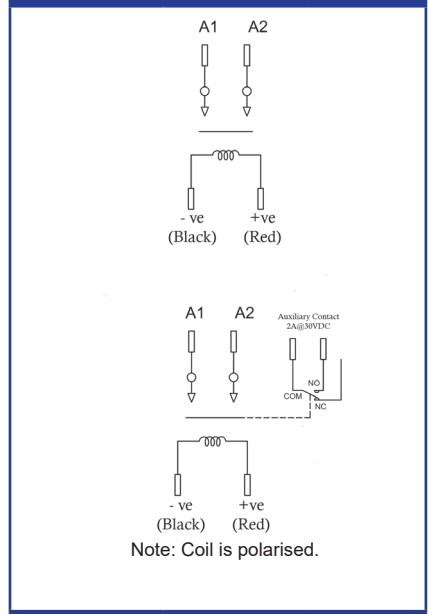 A1 A2
- ve +ve
(Black) (Red)
A1 A2 Auxiliary Contact
2A@30VDC
NO
COM
NC
- ve +ve
(Black) (Red)
Note: Coil is polarised.